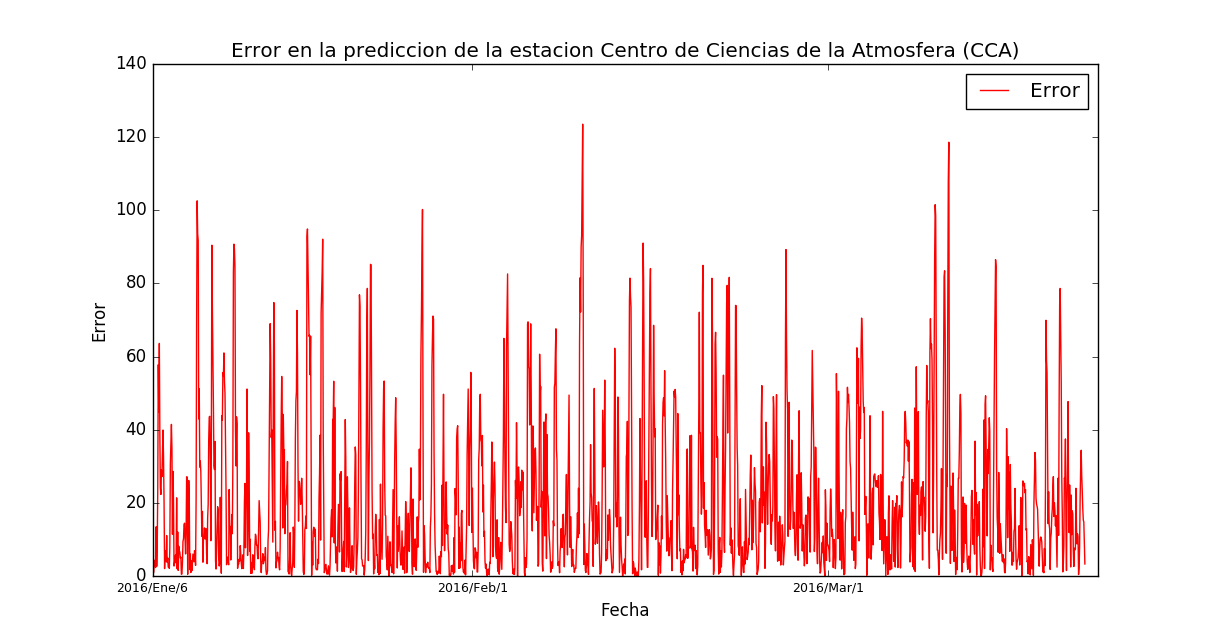 Error en la prediccion de la estacion Centro de Ciencias de la Atmosfera (CCA)
140
120
100
80
60
40
20
0
Error
Error
2016/Ene/6
2016/Feb/1
2016/Mar/1
Fecha